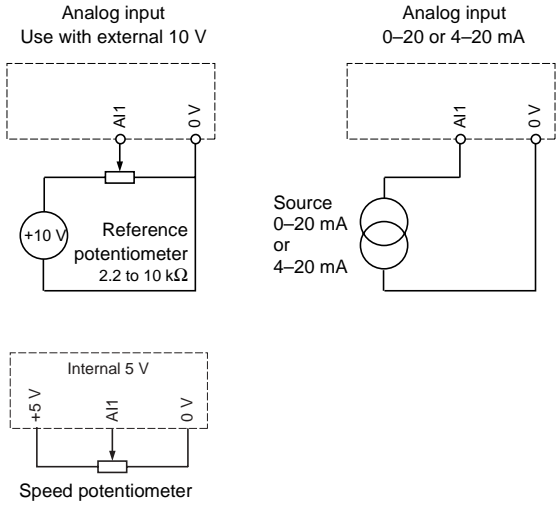 Analog input
Use with external 10 V
AI1
0 V
+10 V
Reference
potentiometer
2.2 to 10 kΩ
Analog input
0–20 or 4–20 mA
AI1
0 V
Source
0–20 mA
or
4–20 mA
Internal 5 V
+5 V
AI1
0 V
Speed potentiometer